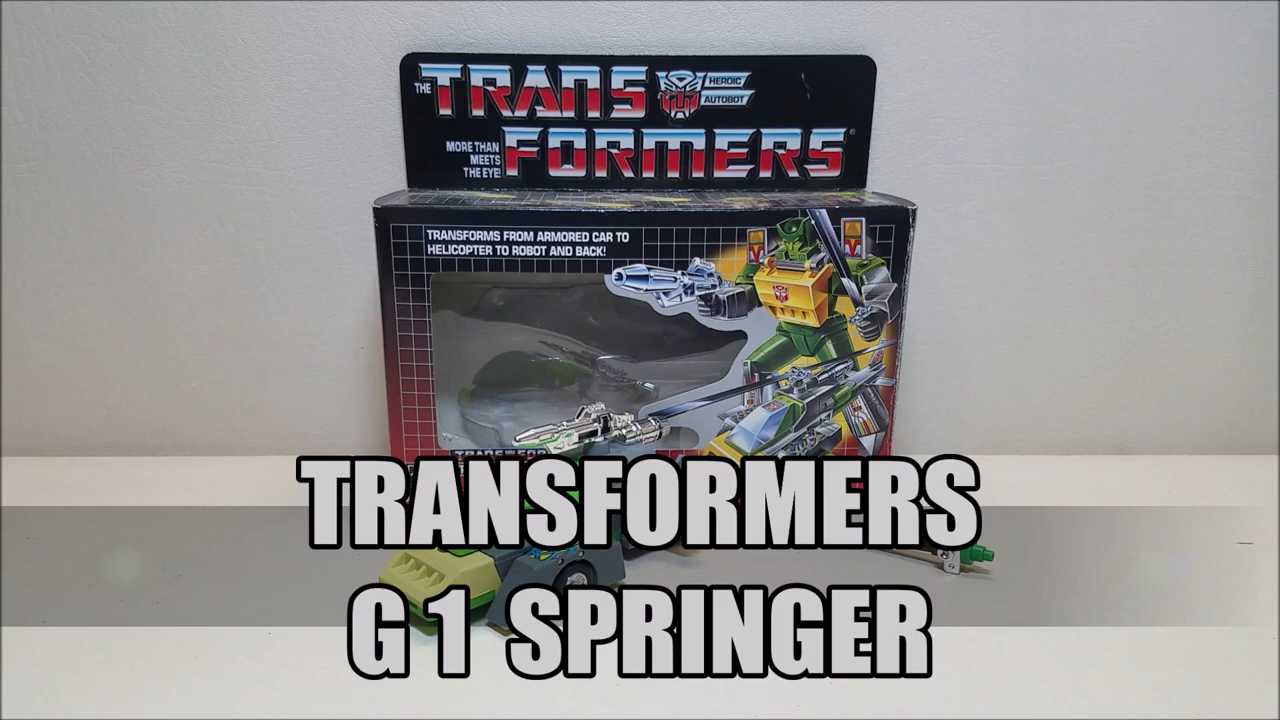 THE TRANS
HEROIC
AUTOBOT
MORE THAN
MEETS
THE EYE!
FORMERS®
TRANSFORMS FROM ARMORED CAR TO
HELICOPTER TO ROBOT AND BACK!
TRANSFORMERS
G1 SPRINGER